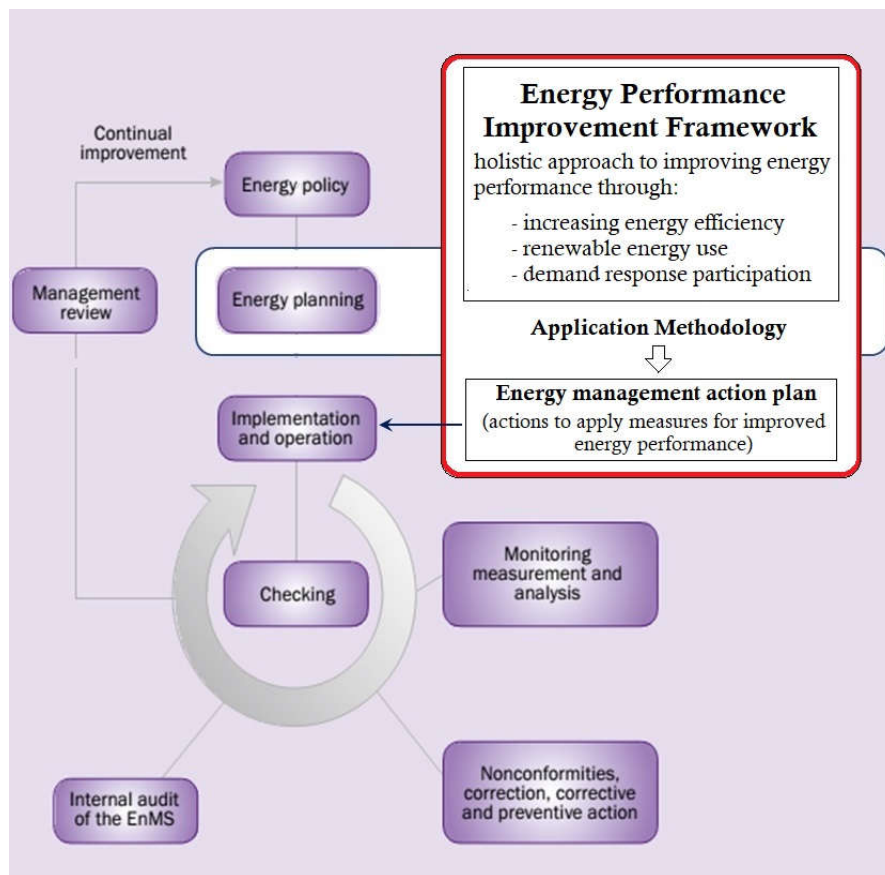 Energy Performance
Improvement Framework
holistic approach to improving energy
performance through:
- increasing energy efficiency
- renewable energy use
- demand response participation
Application Methodology
Energy management action plan
(actions to apply measures for improved
energy performance)
Continual
improvement
Energy policy
Energy planning
Management
review
Implementation
and operation
Checking
Monitoring
measurement and
analysis
Nonconformities,
correction, corrective
and preventive action
Internal audit
of the EnMS